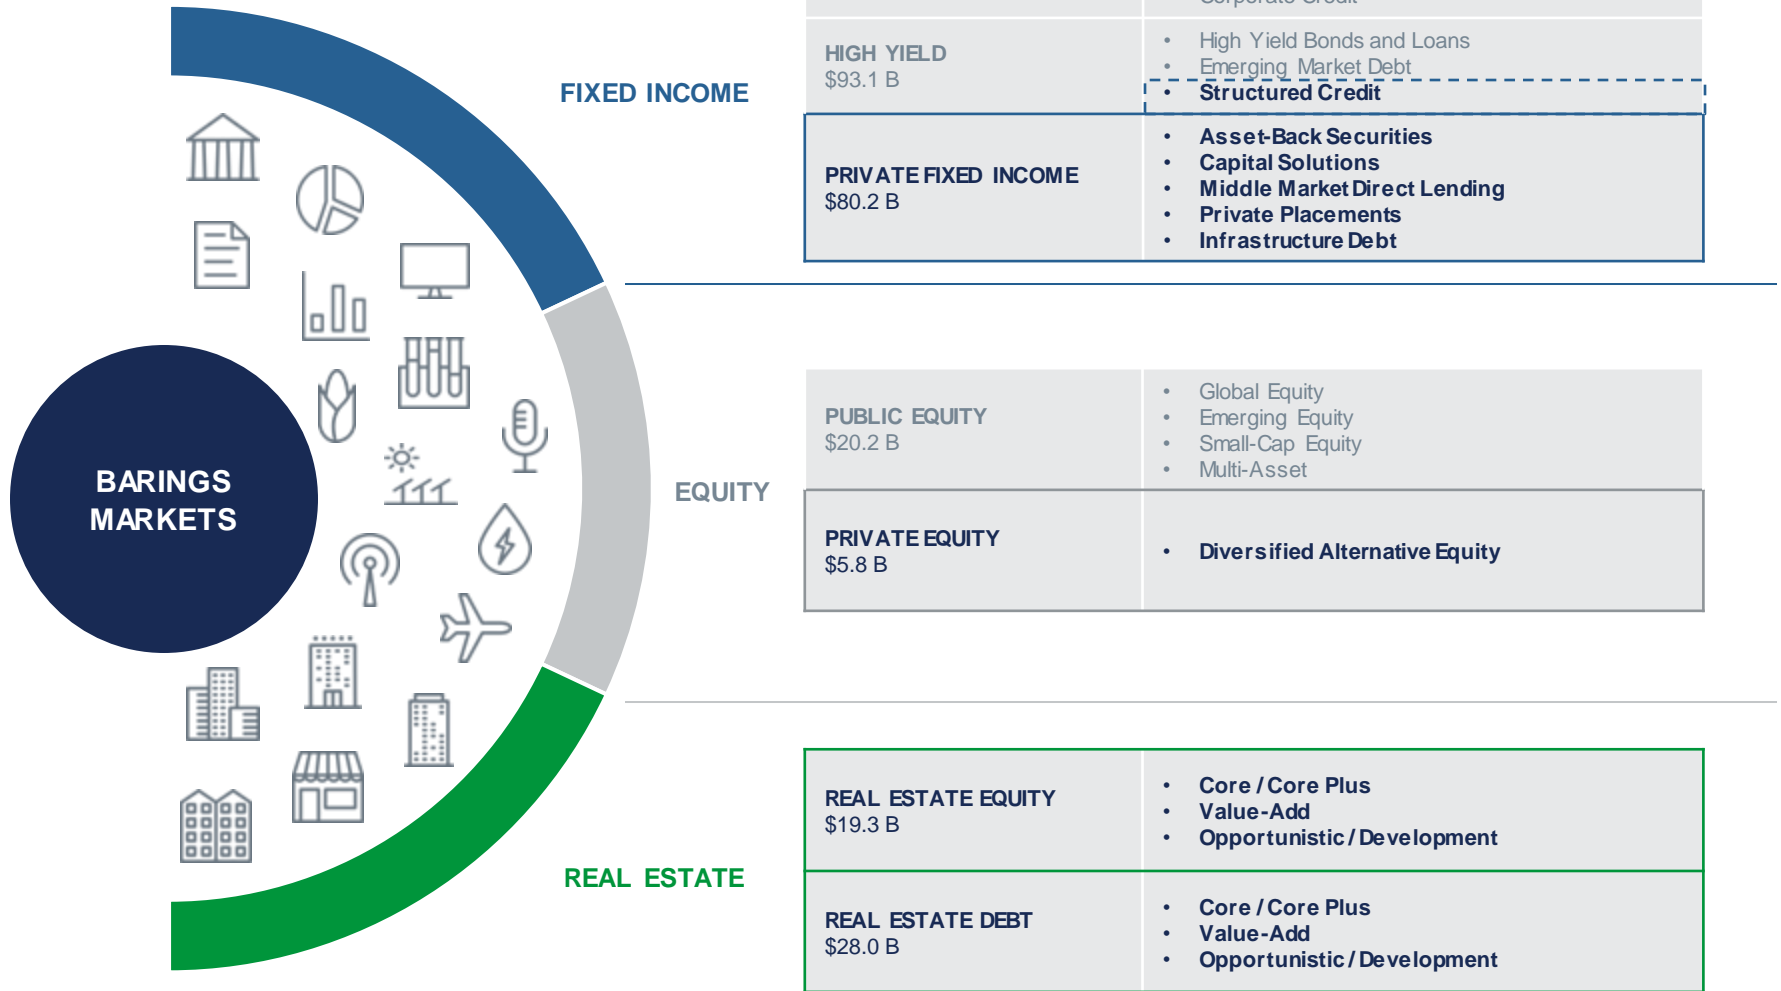 Corporate Credit
FIXED INCOME
HIGH YIELD
$93.1 B
• High Yield Bonds and Loans
• Emerging Market Debt
• Structured Credit
PRIVATE FIXED INCOME
$80.2 B
• Asset-Back Securities
• Capital Solutions
• Middle Market Direct Lending
• Private Placements
• Infrastructure Debt
BARINGS
MARKETS
EQUITY
PUBLIC EQUITY
$20.2 B
• Global Equity
• Emerging Equity
• Small-Cap Equity
• Multi-Asset
PRIVATE EQUITY
$5.8 B
• Diversified Alternative Equity
REAL ESTATE
REAL ESTATE EQUITY
$19.3 B
• Core / Core Plus
• Value-Add
• Opportunistic / Development
REAL ESTATE DEBT
$28.0 B
• Core / Core Plus
• Value-Add
• Opportunistic / Development